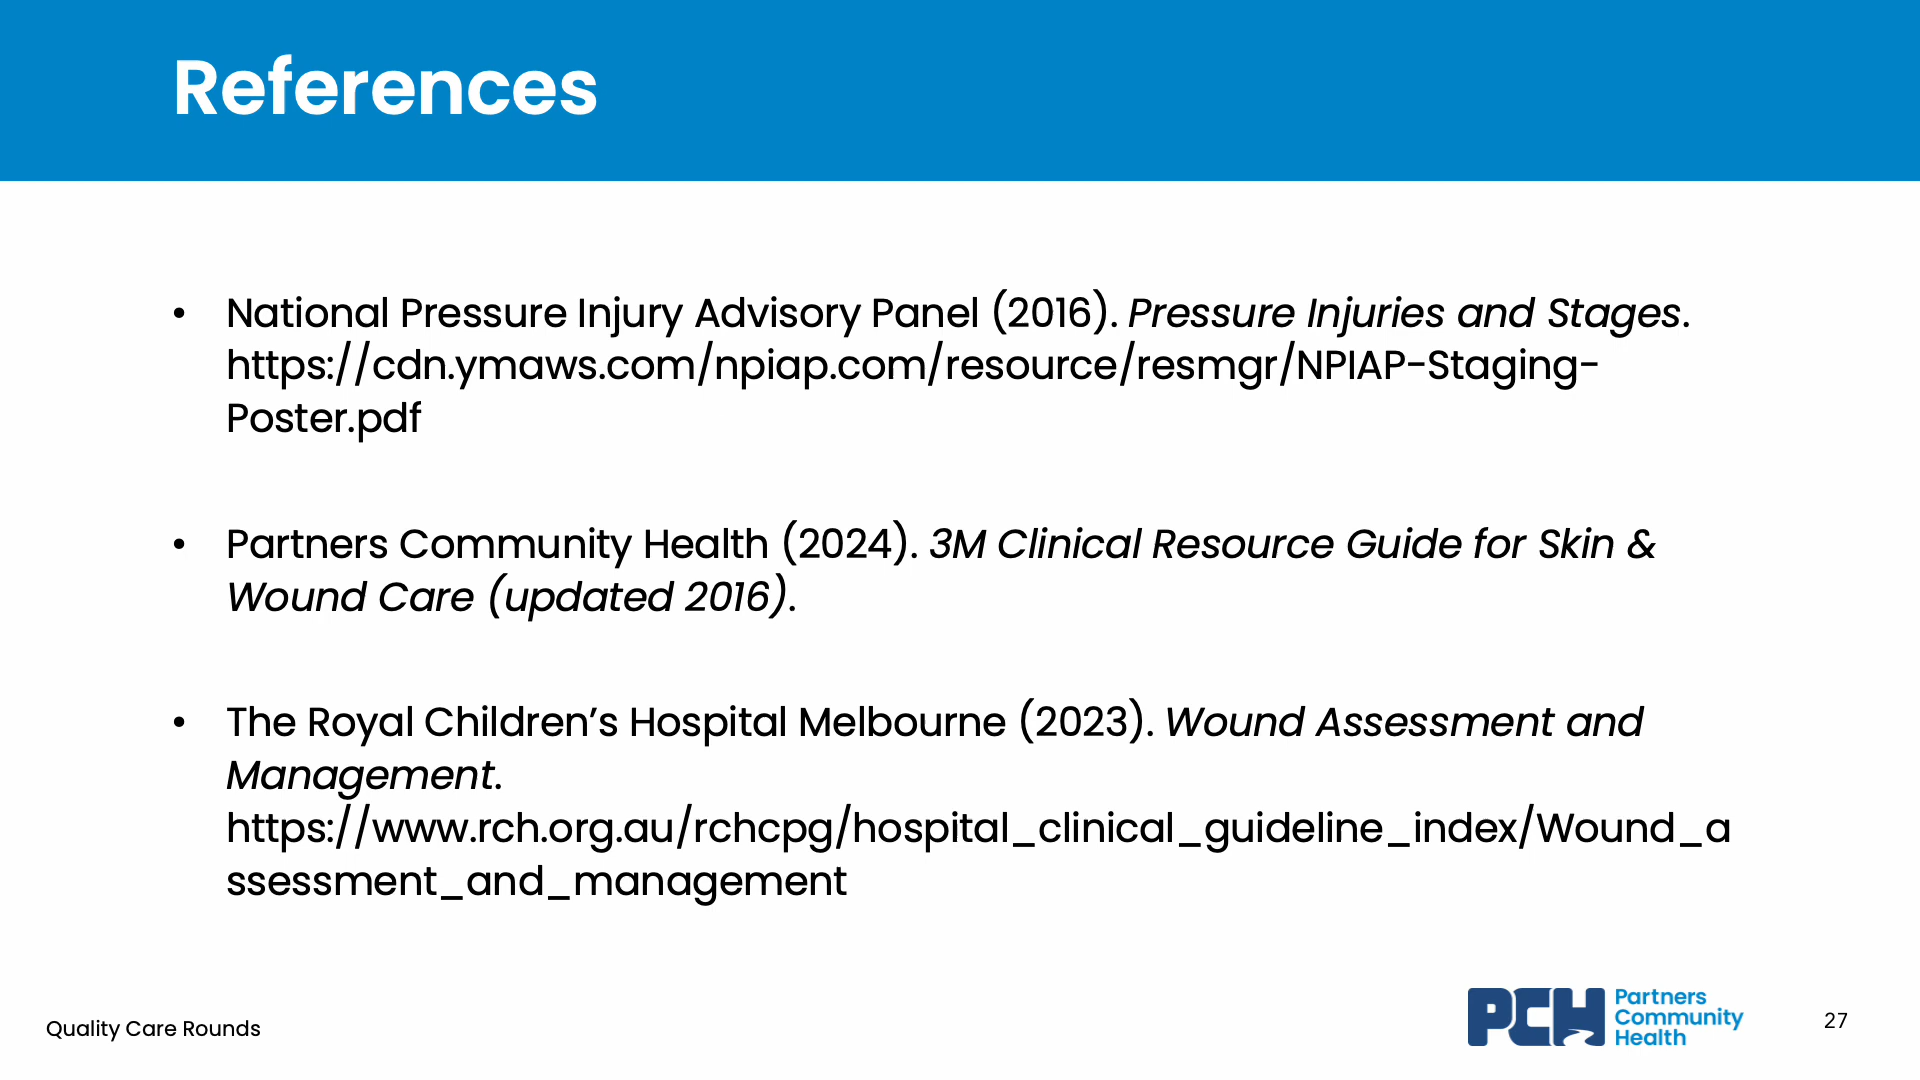 References
• National Pressure Injury Advisory Panel (2016). Pressure Injuries and Stages.
https://cdn.ymaws.com/npiap.com/resource/resmgr/NPIAP-Staging-
Poster.pdf
• Partners Community Health (2024). 3M Clinical Resource Guide for Skin &
Wound Care (updated 2016).
• The Royal Children’s Hospital Melbourne (2023). Wound Assessment and
Management.
https://www.rch.org.au/rchcpg/hospital_clinical_guideline_index/Wound_a
ssessment_and_management
Quality Care Rounds
PCH
Partners
Community
Health
27